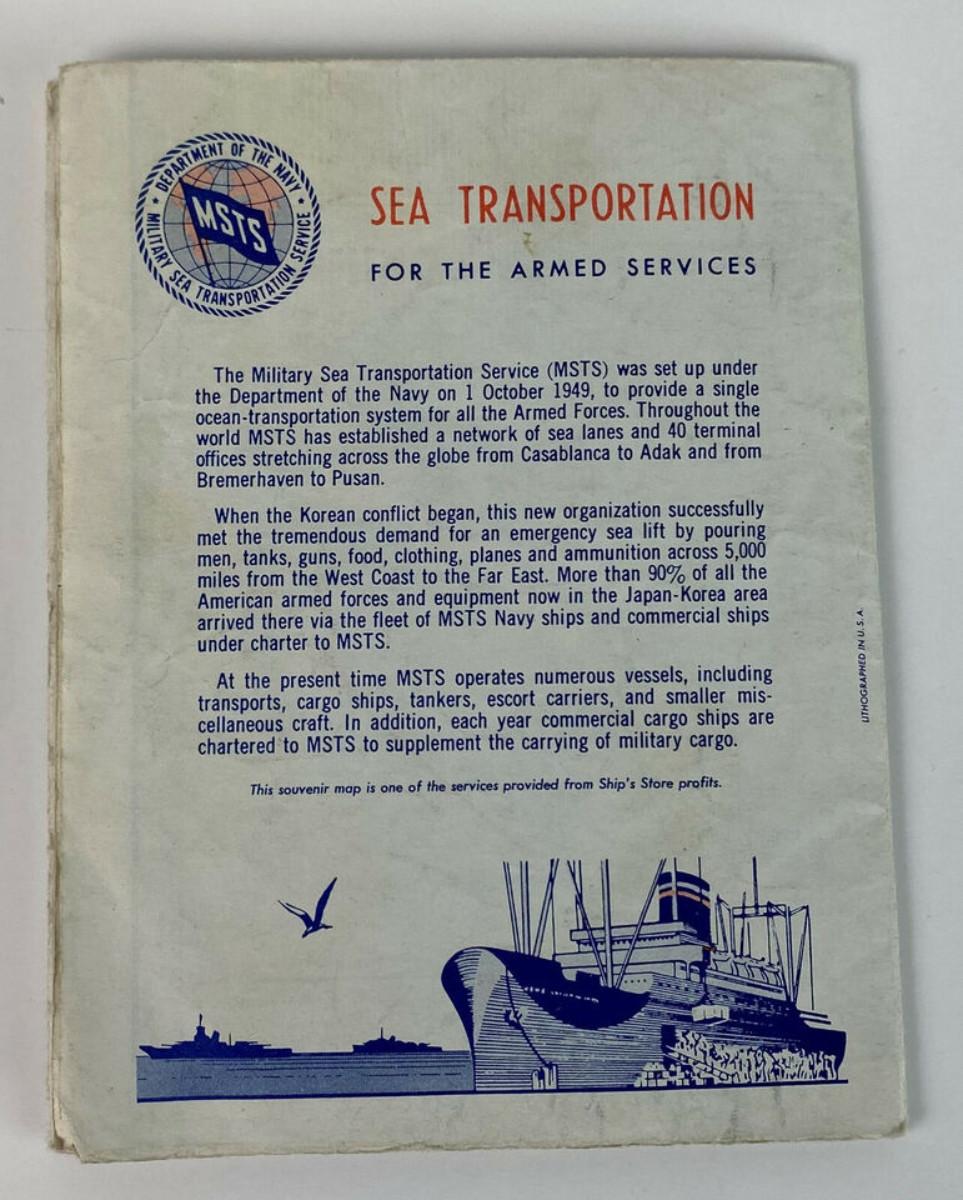 DEPARTMENT OF THE NAVY
MILITARY SEA TRANSPORTATION SERVICE
MSTS
SEA TRANSPORTATION
FOR THE ARMED SERVICES
The Military Sea Transportation Service (MSTS) was set up under
the Department of the Navy on 1 October 1949, to provide a single
ocean-transportation system for all the Armed Forces. Throughout the
world MSTS has established a network of sea lanes and 40 terminal
offices stretching across the globe from Casablanca to Adak and from
Bremerhaven to Pusan.
When the Korean conflict began, this new organization successfully
met the tremendous demand for an emergency sea lift by pouring
men, tanks, guns, food, clothing, planes and ammunition across 5,000
miles from the West Coast to the Far East. More than 90% of all the
American armed forces and equipment now in the Japan-Korea area
arrived there via the fleet of MSTS Navy ships and commercial ships
under charter to MSTS.
At the present time MSTS operates numerous vessels, including
transports, cargo ships, tankers, escort carriers, and smaller mis-
cellaneous craft. In addition, each year commercial cargo ships are
chartered to MSTS to supplement the carrying of military cargo.
This souvenir map is one of the services provided from Ship's Store profits.
LITHOGRAPHED IN U.S.A.